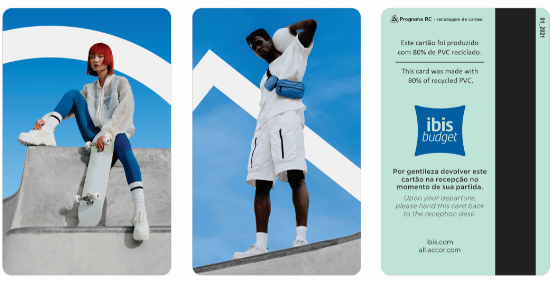 Programa RC - reciclagem de cartão
01_2021
Este cartão foi produzido
com 80% de PVC reciclado.
This card was made with
80% of recycled PVC.
ibis
budget
Por gentileza devolver este
cartão na recepção no
momento de sua partida.
Upon your departure,
please hand this card back
to the reception desk.
ibis.com
all.accor.com